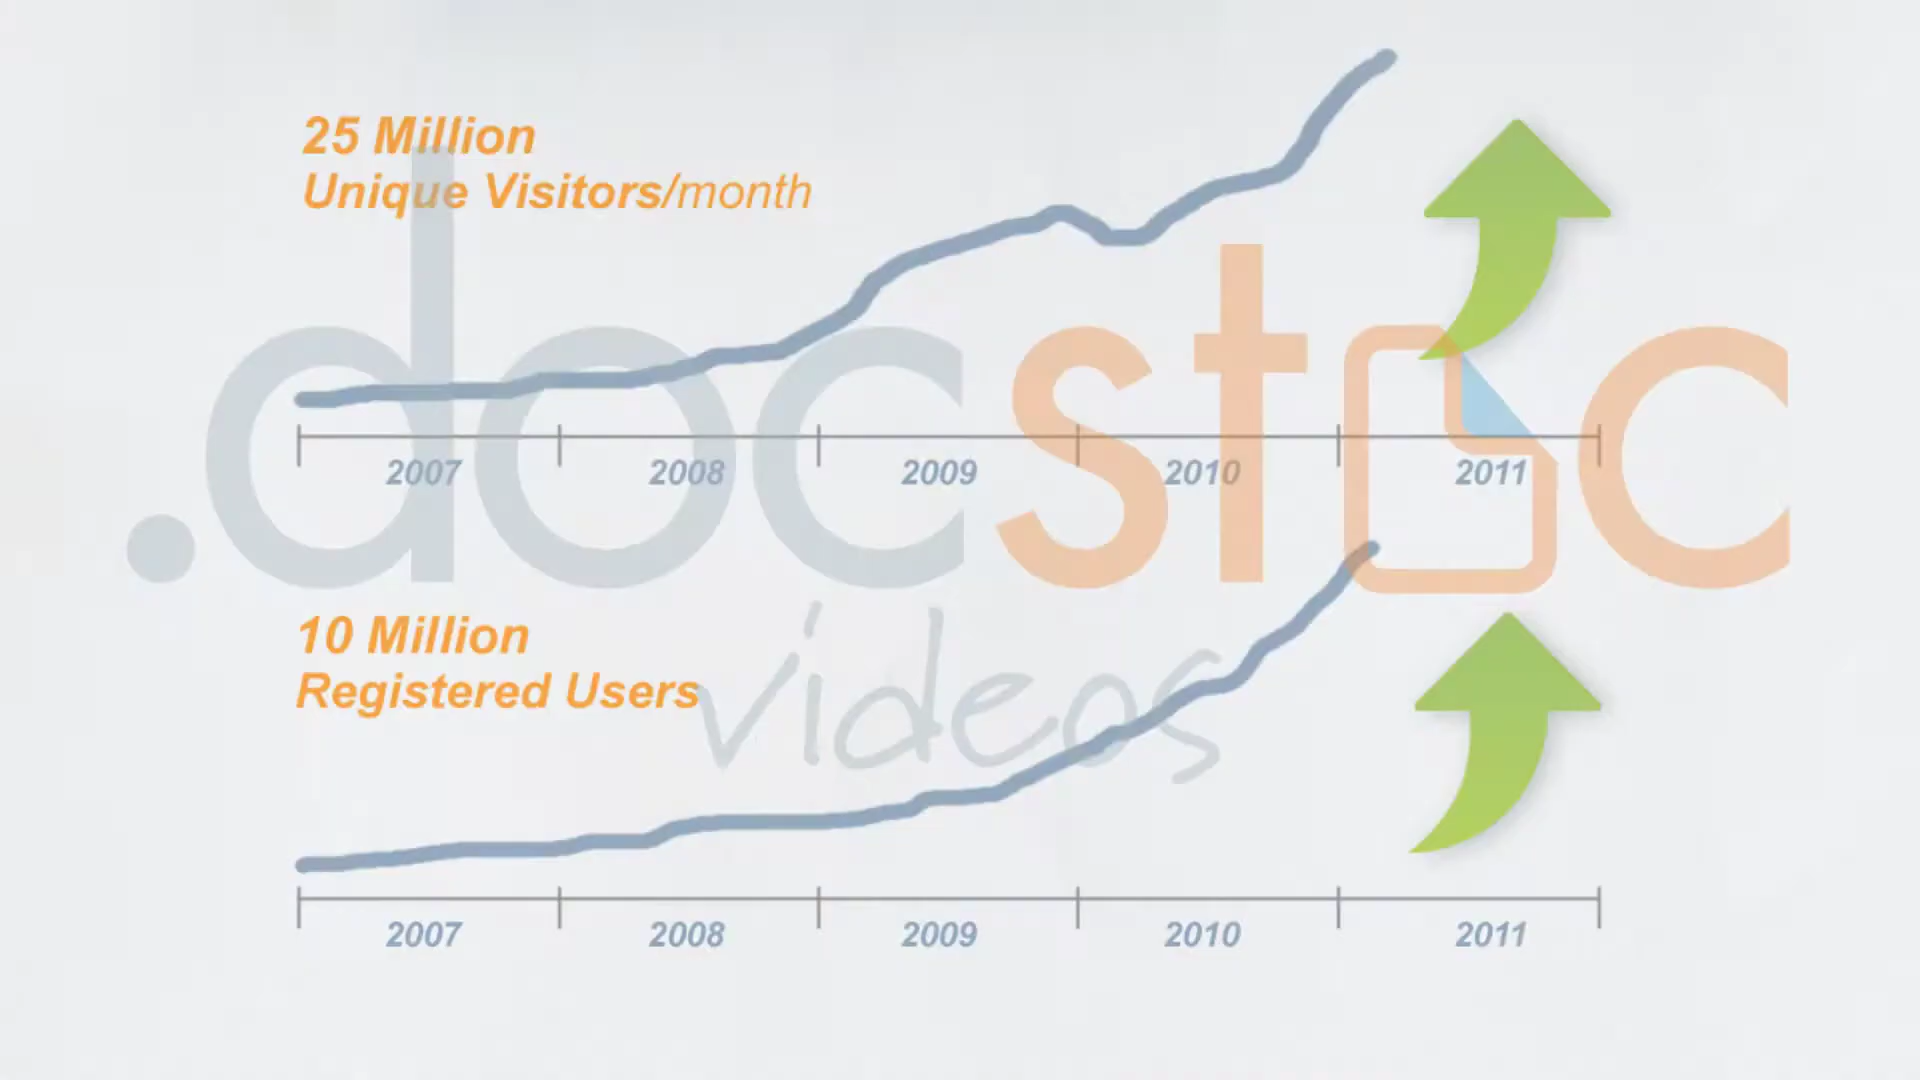 25 Million
Unique Visitors/month
2007 2008 2009 2010 2011
.docstoc
videos
10 Million
Registered Users
2007 2008 2009 2010 2011